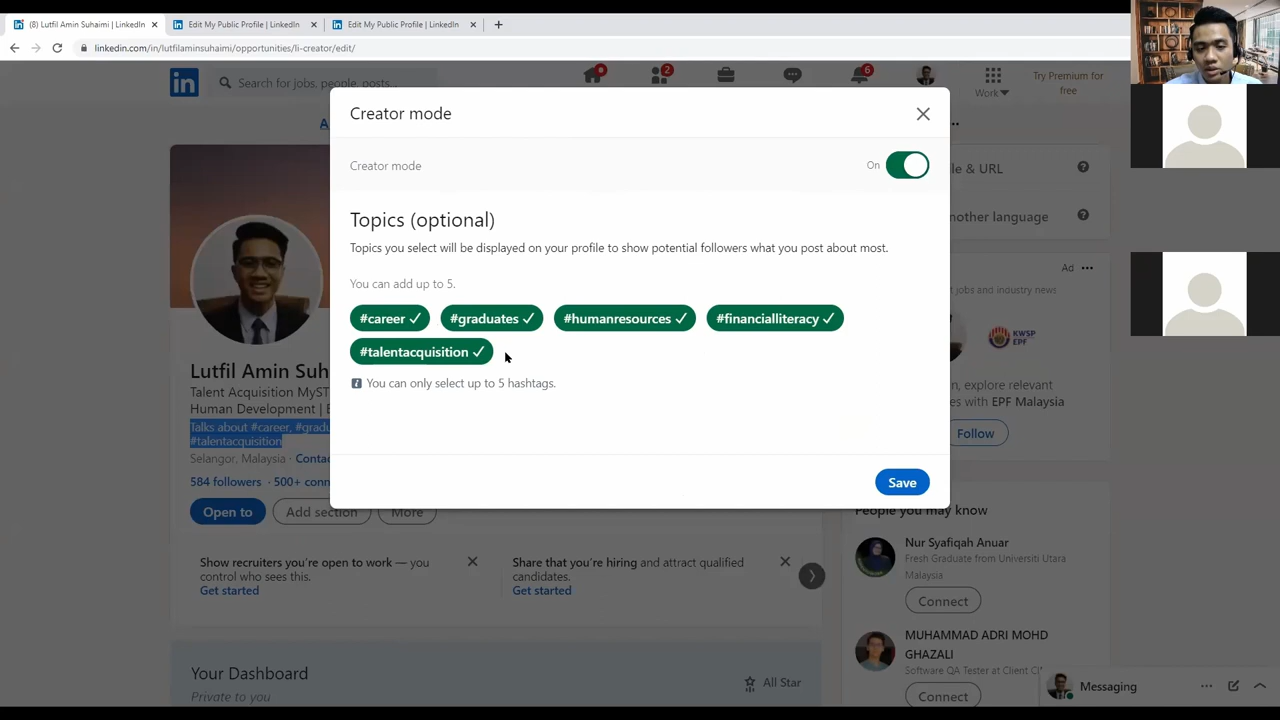 (8) Lutfil Amin Suhaimi | LinkedIn
Edit My Public Profile | LinkedIn
Edit My Public Profile | LinkedIn
linkedin.com/in/lutfilaminsuhaimi/opportunities/li-creator/edit/
in
Search for jobs, people, posts...
2
6
Work
Try Premium for
free
Creator mode
Creator mode
On
Topics (optional)
Topics you select will be displayed on your profile to show potential followers what you post about most.
You can add up to 5.
#career
#graduates
#humanresources
#financialliteracy
#talentacquisition
You can only select up to 5 hashtags.
Save
Lutfil Amin Suh
Talent Acquisition MyST
Human Development | E
Talks about #career, #gradu
#talentacquisition
Selangor, Malaysia · Contac
584 followers · 500+ conn
Open to
Add section
More
Show recruiters you're open to work — you
control who sees this.
Get started
Share that you're hiring and attract qualified
candidates.
Get started
Your Dashboard
Private to you
All Star
le & URL
nother language
Ad
t jobs and industry news
KWSP
EPF
, explore relevant
es with EPF Malaysia
Follow
People you may know
Nur Syafiqah Anuar
Fresh Graduate from Universiti Utara
Malaysia
Connect
MUHAMMAD ADRI MOHD
GHAZALI
Software QA Tester at Client Cl
Connect
Messaging